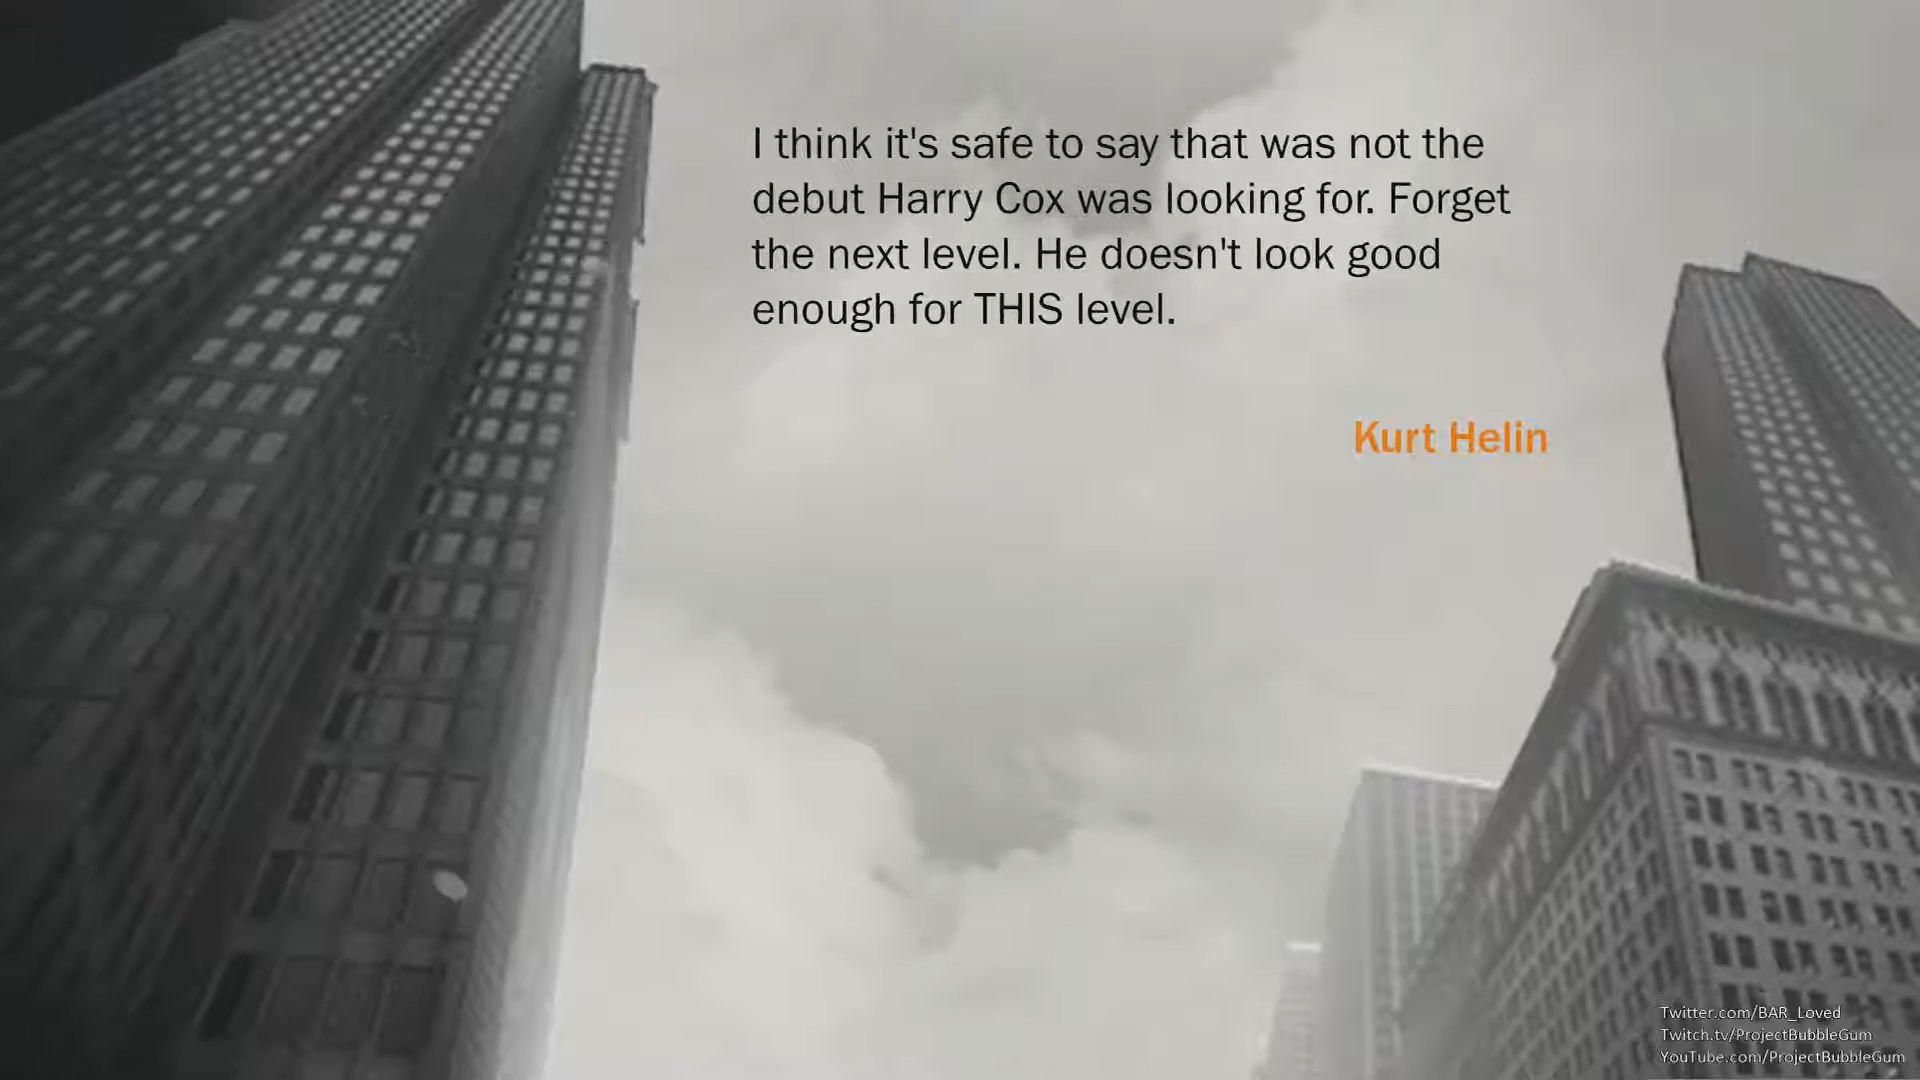 I think it's safe to say that was not the
debut Harry Cox was looking for. Forget
the next level. He doesn't look good
enough for THIS level.
Kurt Helin
Twitter.com/BAR_Loved
Twitch.tv/ProjectBubbleGum
YouTube.com/ProjectBubbleGum